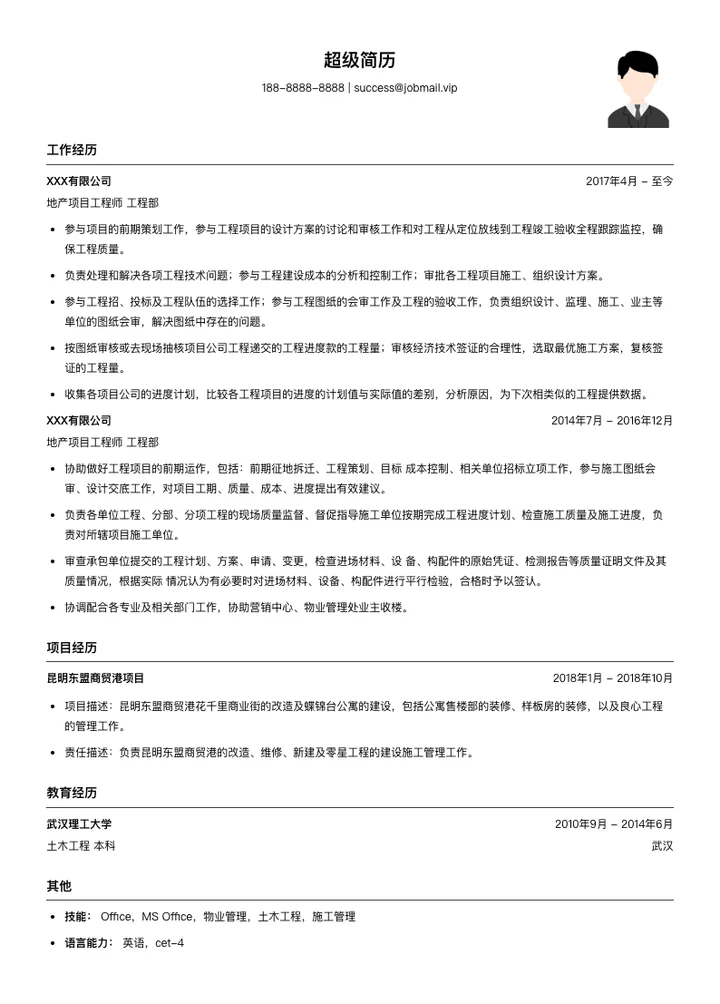 超级简历
188-8888-8888 | success@jobmail.vip
工作经历
XXX有限公司 2017年4月 – 至今
地产项目工程师 工程部
• 参与项目的前期策划工作，参与工程项目的设计方案的讨论和审核工作和对工程从定位放线到工程竣工验收全程跟踪监控，确
保工程质量。
• 负责处理和解决各项工程技术问题；参与工程建设成本的分析和控制工作；审批各工程项目施工、组织设计方案。
• 参与工程招、投标及工程队伍的选择工作；参与工程图纸的会审工作及工程的验收工作，负责组织设计、监理、施工、业主等
单位的图纸会审，解决图纸中存在的问题。
• 按图纸审核或去现场抽核项目公司工程递交的工程进度款的工程量；审核经济技术签证的合理性，选取最优施工方案，复核签
证的工程量。
• 收集各项目公司的进度计划，比较各工程项目的进度的计划值与实际值的差别，分析原因，为下次相类似的工程提供数据。
XXX有限公司 2014年7月 – 2016年12月
地产项目工程师 工程部
• 协助做好工程项目的前期运作，包括：前期征地拆迁、工程策划、目标 成本控制、相关单位招标立项工作，参与施工图纸会
审、设计交底工作，对项目工期、质量、成本、进度提出有效建议。
• 负责各单位工程、分部、分项工程的现场质量监督、督促指导施工单位按期完成工程进度计划、检查施工质量及施工进度，负
责对所辖项目施工单位。
• 审查承包单位提交的工程计划、方案、申请、变更，检查进场材料、设 备、构配件的原始凭证、检测报告等质量证明文件及其
质量情况，根据实际 情况认为有必要时对进场材料、设备、构配件进行平行检验，合格时予以签认。
• 协调配合各专业及相关部门工作，协助营销中心、物业管理处业主收楼。
项目经历
昆明东盟商贸港项目 2018年1月 – 2018年10月
• 项目描述：昆明东盟商贸港花千里商业街的改造及蝶锦台公寓的建设，包括公寓售楼部的装修、样板房的装修，以及良心工程
的管理工作。
• 责任描述：负责昆明东盟商贸港的改造、维修、新建及零星工程的建设施工管理工作。
教育经历
武汉理工大学 2010年9月 – 2014年6月
土木工程 本科 武汉
其他
• 技能： Office，MS Office，物业管理，土木工程，施工管理
• 语言能力： 英语，cet-4